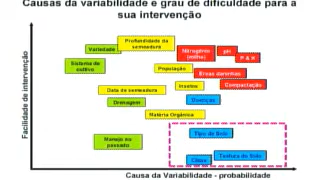 Causas da variabilidade e grau de dificuldade para a
sua intervenção
Facilidade de intervenção
Profundidade da
semeadura
Variedade
Nitrogênio
(milho)
pH
P & K
Sistema de
cultivo
População
Ervas daninhas
Data de semeadura
Insetos
Compactação
Drenagem
Doenças
Matéria Orgânica
Manejo no
passado
Tipo de Solo
Textura do Solo
Clima
Causa da Variabilidade - probabilidade